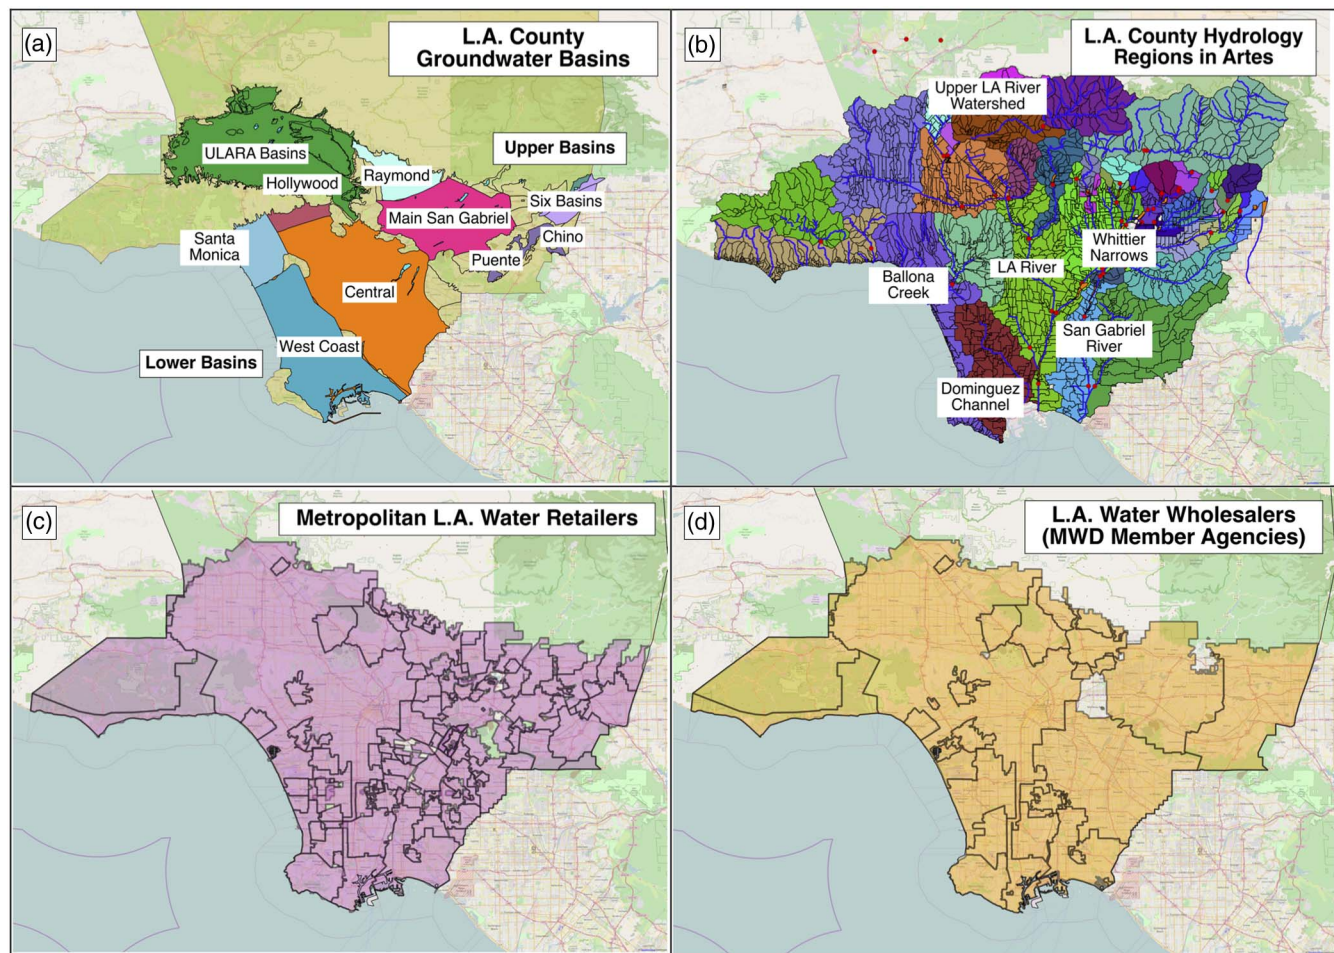 (a)
L.A. County
Groundwater Basins
ULARA Basins
Hollywood
Raymond
Upper Basins
Main San Gabriel
Six Basins
Santa
Monica
Chino
Puente
Central
West Coast
Lower Basins
(b)
L.A. County Hydrology
Regions in Artes
Upper LA River
Watershed
Ballona
Creek
LA River
Whittier
Narrows
San Gabriel
River
Dominguez
Channel
(c)
Metropolitan L.A. Water Retailers
(d)
L.A. Water Wholesalers
(MWD Member Agencies)